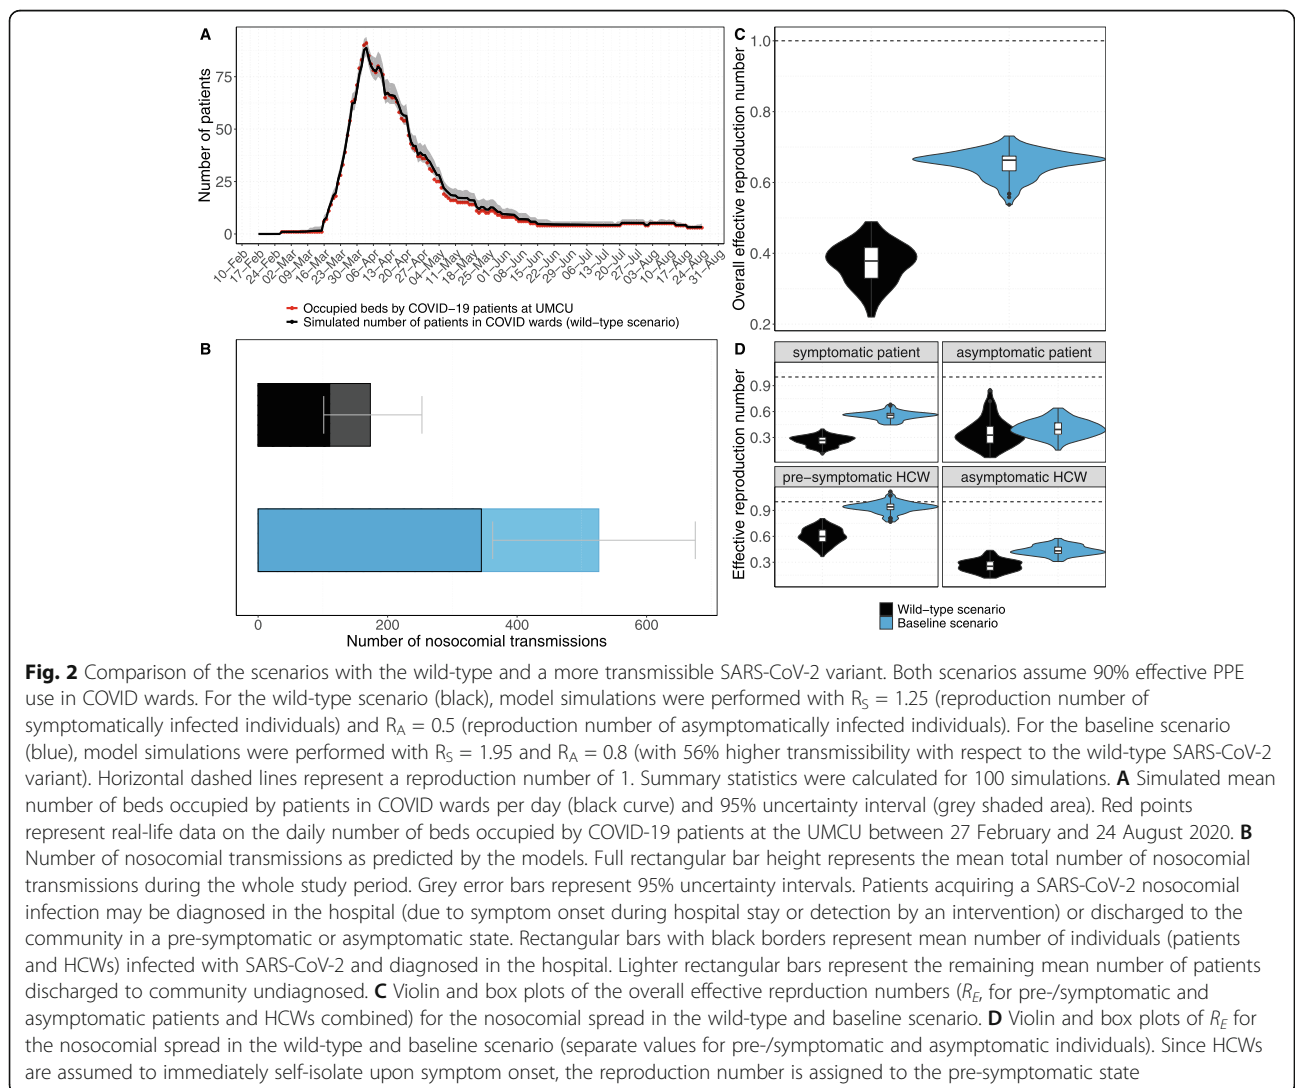 A
Number of patients
75
50
25
0
10–Feb
17–Feb
24–Feb
02–Mar
09–Mar
16–Mar
23–Mar
30–Mar
06–Apr
13–Apr
20–Apr
27–Apr
04–May
11–May
18–May
25–May
01–Jun
08–Jun
15–Jun
22–Jun
29–Jun
06–Jul
13–Jul
20–Jul
27–Jul
03–Aug
10–Aug
17–Aug
24–Aug
31–Aug
Occupied beds by COVID–19 patients at UMCU
Simulated number of patients in COVID wards (wild–type scenario)
B
0
200
400
600
Number of nosocomial transmissions
C
Overall effective reproduction number
1.0
0.8
0.6
0.4
0.2
D
Effective reproduction number
symptomatic patient
asymptomatic patient
0.9
0.6
0.3
pre–symptomatic HCW
asymptomatic HCW
0.9
0.6
0.3
Wild–type scenario
Baseline scenario
Fig. 2 Comparison of the scenarios with the wild-type and a more transmissible SARS-CoV-2 variant. Both scenarios assume 90% effective PPE
use in COVID wards. For the wild-type scenario (black), model simulations were performed with RS = 1.25 (reproduction number of
symptomatically infected individuals) and RA = 0.5 (reproduction number of asymptomatically infected individuals). For the baseline scenario
(blue), model simulations were performed with RS = 1.95 and RA = 0.8 (with 56% higher transmissibility with respect to the wild-type SARS-CoV-2
variant). Horizontal dashed lines represent a reproduction number of 1. Summary statistics were calculated for 100 simulations. A Simulated mean
number of beds occupied by patients in COVID wards per day (black curve) and 95% uncertainty interval (grey shaded area). Red points
represent real-life data on the daily number of beds occupied by COVID-19 patients at the UMCU between 27 February and 24 August 2020. B
Number of nosocomial transmissions as predicted by the models. Full rectangular bar height represents the mean total number of nosocomial
transmissions during the whole study period. Grey error bars represent 95% uncertainty intervals. Patients acquiring a SARS-CoV-2 nosocomial
infection may be diagnosed in the hospital (due to symptom onset during hospital stay or detection by an intervention) or discharged to the
community in a pre-symptomatic or asymptomatic state. Rectangular bars with black borders represent mean number of individuals (patients
and HCWs) infected with SARS-CoV-2 and diagnosed in the hospital. Lighter rectangular bars represent the remaining mean number of patients
discharged to community undiagnosed. C Violin and box plots of the overall effective reprduction numbers (RE, for pre-/symptomatic and
asymptomatic patients and HCWs combined) for the nosocomial spread in the wild-type and baseline scenario. D Violin and box plots of RE for
the nosocomial spread in the wild-type and baseline scenario (separate values for pre-/symptomatic and asymptomatic individuals). Since HCWs
are assumed to immediately self-isolate upon symptom onset, the reproduction number is assigned to the pre-symptomatic state